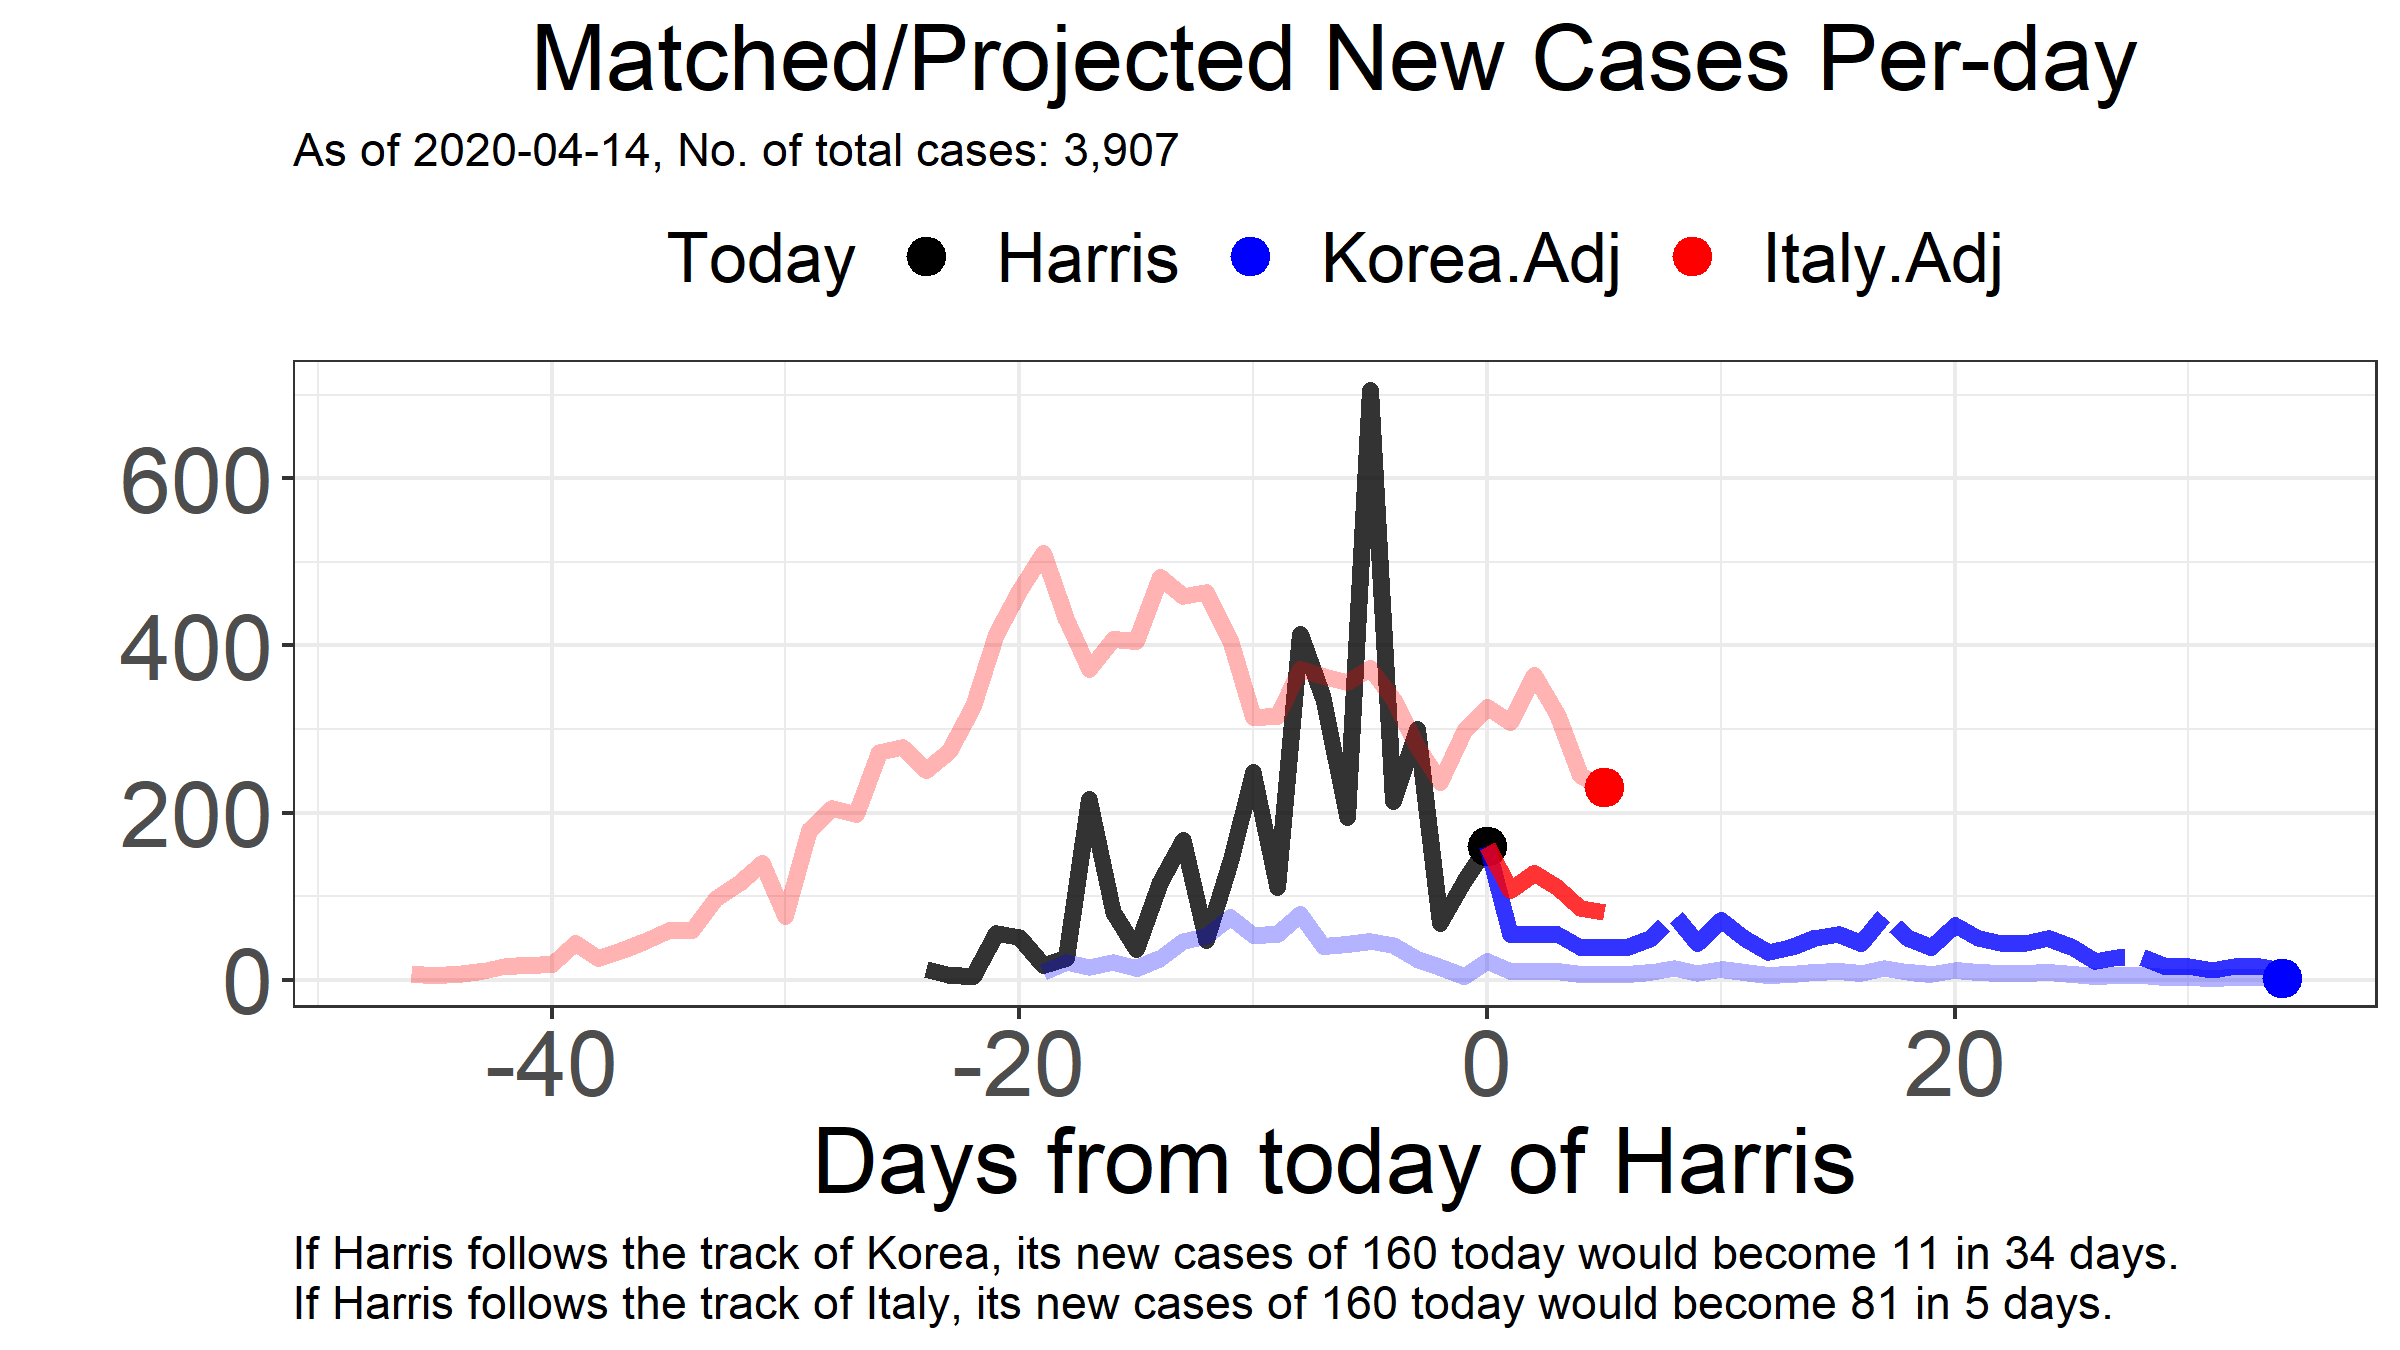 Matched/Projected New Cases Per-day
As of 2020-04-14, No. of total cases: 3,907
Today Harris Korea.Adj Italy.Adj
600
400
200
0
-40 -20 0 20
Days from today of Harris
If Harris follows the track of Korea, its new cases of 160 today would become 11 in 34 days.
If Harris follows the track of Italy, its new cases of 160 today would become 81 in 5 days.